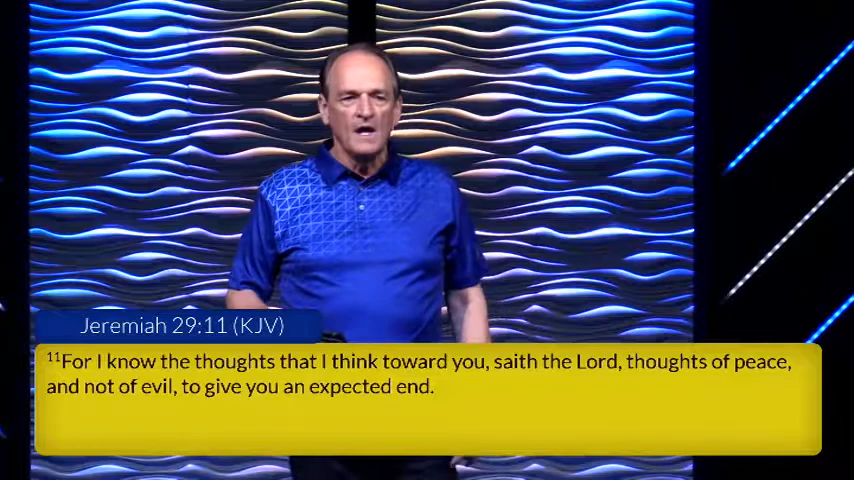 Jeremiah 29:11 (KJV)
11For I know the thoughts that I think toward you, saith the Lord, thoughts of peace,
and not of evil, to give you an expected end.